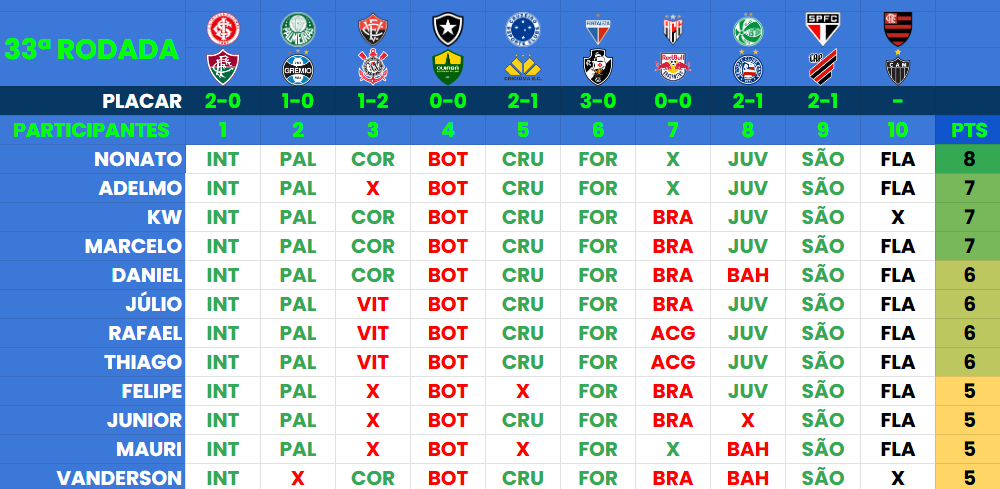 33ª RODADA
PLACAR 2-0 1-0 1-2 0-0 2-1 3-0 0-0 2-1 2-1 -
PARTICIPANTES 1 2 3 4 5 6 7 8 9 10 PTS
NONATO INT PAL COR BOT CRU FOR X JUV SÃO FLA 8
ADELMO INT PAL X BOT CRU FOR X JUV SÃO FLA 7
KW INT PAL COR BOT CRU FOR BRA JUV SÃO X 7
MARCELO INT PAL COR BOT CRU FOR BRA JUV SÃO FLA 7
DANIEL INT PAL COR BOT CRU FOR BRA BAH SÃO FLA 6
JÚLIO INT PAL VIT BOT CRU FOR BRA JUV SÃO FLA 6
RAFAEL INT PAL VIT BOT CRU FOR ACG JUV SÃO FLA 6
THIAGO INT PAL VIT BOT CRU FOR ACG JUV SÃO FLA 6
FELIPE INT PAL X BOT X FOR BRA JUV SÃO FLA 5
JUNIOR INT PAL X BOT CRU FOR BRA X SÃO FLA 5
MAURI INT PAL X BOT X FOR X BAH SÃO FLA 5
VANDERSON INT X COR BOT CRU FOR BRA BAH SÃO X 5